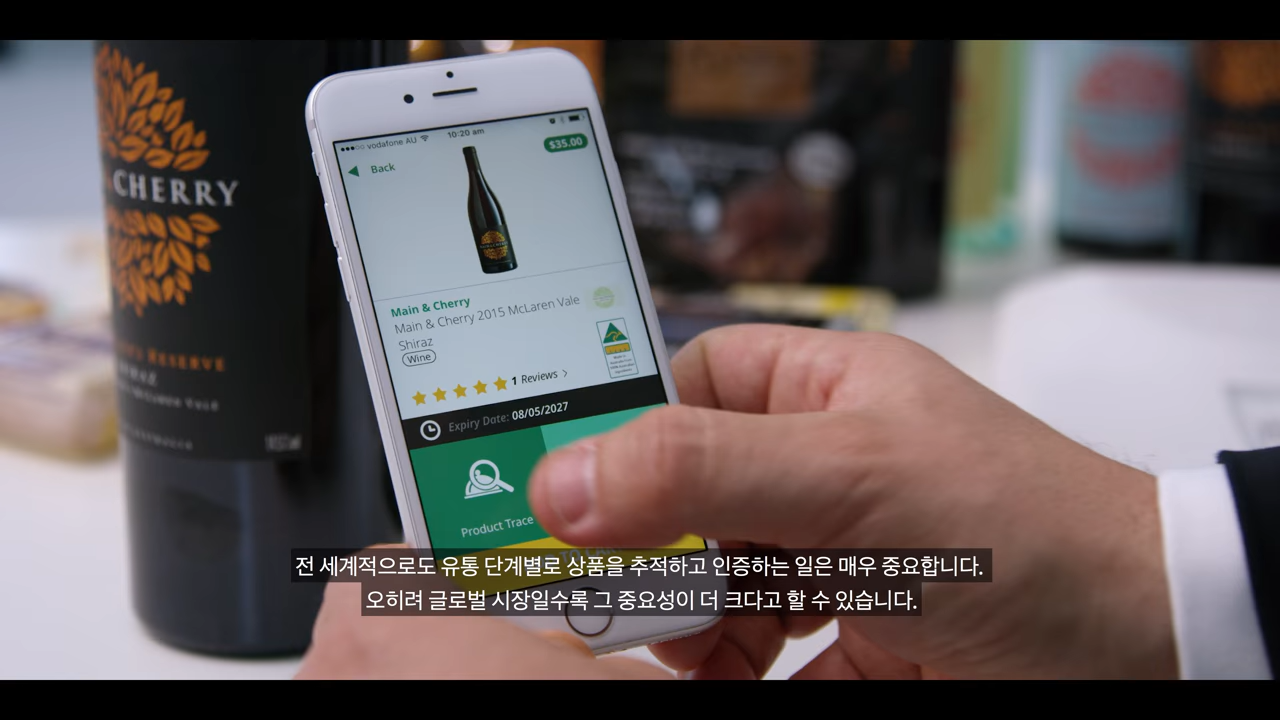 CHERRY
RESERVE
vodafone AU
10:20 am
$35.00
Back
Main & Cherry
Main & Cherry 2015 McLaren Vale
Shiraz
Wine
1 Reviews
Expiry Date: 08/05/2027
Product Trace
전 세계적으로도 유통 단계별로 상품을 추적하고 인증하는 일은 매우 중요합니다.
오히려 글로벌 시장일수록 그 중요성이 더 크다고 할 수 있습니다.